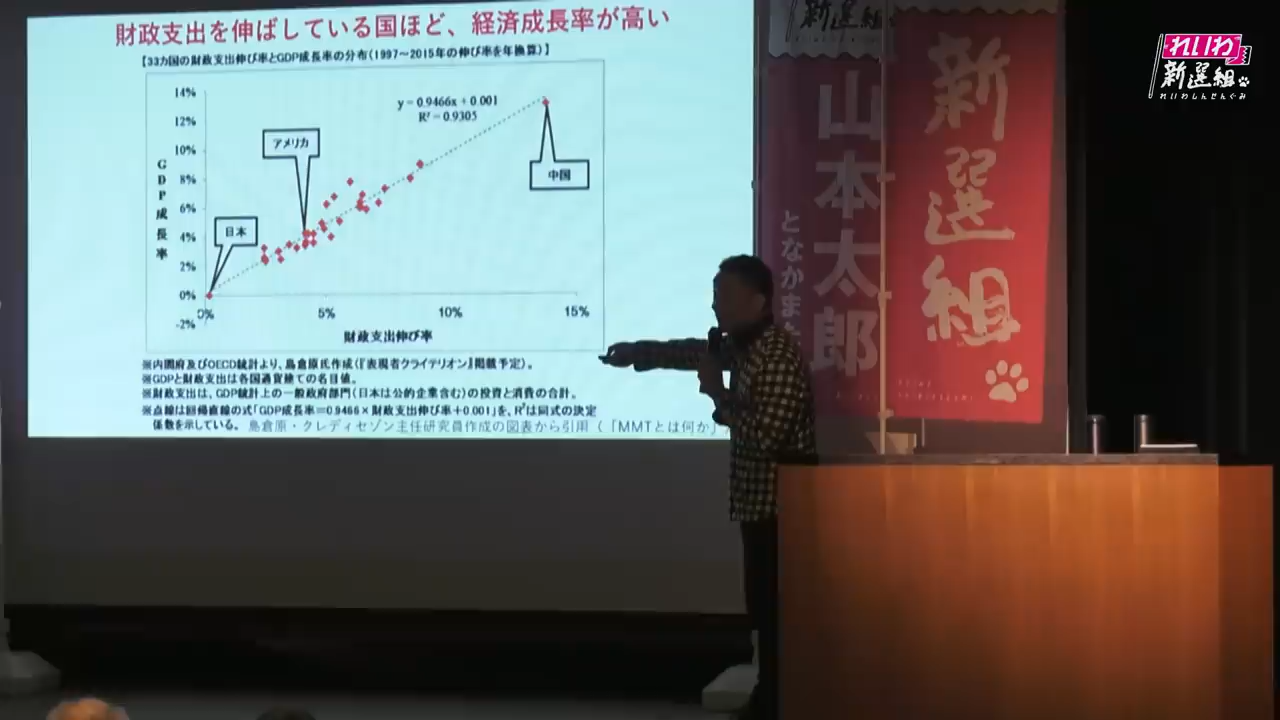 財政支出を伸ばしている国ほど、経済成長率が高い
【33カ国の財政支出伸び率とGDP成長率の分布（1997～2015年の伸び率を年換算）】
14%
12%
10%
8%
6%
4%
2%
0%
-2%
GDP成長率
y = 0.9466x + 0.001
R² = 0.9305
アメリカ
中国
日本
0%
5%
10%
15%
財政支出伸び率
※内閣府及びOECD統計より、島倉原氏作成（『表現者クライテリオン』掲載予定）。
※GDPと財政支出は各国通貨建ての名目値。
※財政支出は、GDP統計上の一般政府部門（日本は公的企業含む）の投資と消費の合計。
※点線は回帰直線の式「GDP成長率＝0.9466×財政支出伸び率＋0.001」を、R²は同式の決定
係数を示している。 島倉原・クレディセゾン主任研究員作成の図表から引用（「MMTとは何か」
新選組
山本太郎
となかまた
新選組
れいわ
新選組
れいわしんせんぐみ